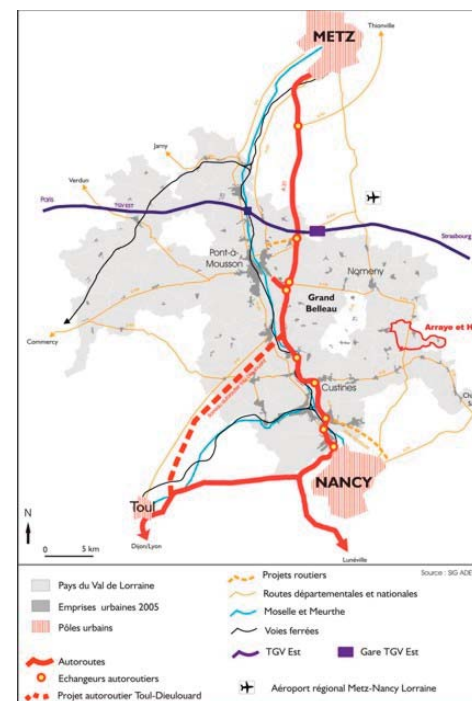 METZ
Thionville
Jarny
Verdun
Paris
TGV EST
Strasbourg
Pont-à-
Mousson
Nomeny
Grand
Belleau
Arraye et H
Commercy
Custines
Toul
NANCY
N
0 5 km
Dijon/Lyon
Lunéville
Source : SIG ADE
Pays du Val de Lorraine
Emprises urbaines 2005
Pôles urbains
Autoroutes
Echangeurs autoroutiers
Projet autoroutier Toul-Dieulouard
Projets routiers
Routes départementales et nationales
Moselle et Meurthe
Voies ferrées
TGV Est
Gare TGV Est
Aéroport régional Metz-Nancy Lorraine